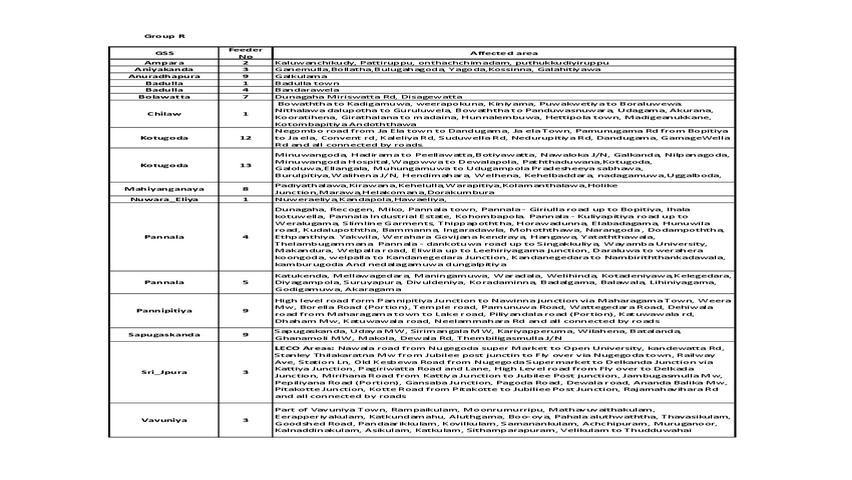 Group R
GSS Feeder No Affected area
Ampara 2 Kaluwanchikudy, Pattiruppu, onthachchimadam, puthukkudiyiruppu
Aniyakanda 3 Ganemulla,Bollatha,Bulugahagoda, Yagoda,Kossinna, Galahitiyawa
Anuradhapura 9 Galkulama
Badulla 1 Badulla town
Badulla 4 Bandarawela
Bolawatta 7 Dunagaha Miriswatta Rd, Disagewatta
Chilaw 1 Bowaththa to Kadigamuwa, weerapokuna, Kiniyama, Puwakwetiya to Boraluwewa,
Nithalawa dalupotha to Guruluwela, Bowaththa to Panduwasnuwara, Udagama, Akurana,
Kooratihena, Girathalana to madaina, Hunnalembuwa, Hettipola town, Madigeanukkane,
Kotombapitiya Andoththawa
Kotugoda 12 Negombo road from Ja Ela town to Dandugama, Ja ela Town, Pamunugama Rd from Bopitiya
to Ja ela, Convent rd, Kaleliya Rd, Suduwella Rd, Nedurupitiya Rd, Dandugama, GamageWella
Rd and all connected by roads.
Kotugoda 13 Minuwangoda, Hadirama to Peellawatta,Botiyawatta, Nawaloka J/N, Galkanda, Nilpanagoda,
Minuwangoda Hospital,Wagowwa to Dewalapola, Paththaduwana,Kotugoda,
Galoluwa,Ellangala, Muhungamuwa to Udugampola Pradesheeya sabhawa,
Burulpitiya,Walihena J/N, Hendimahara, Welhena, Kehelbaddara, nadagamuwa,Uggalboda,
Mahiyanganaya 8 Padiyathalawa,Kirawana,Kehelulla,Warapitiya,Kolamanthalawa,Holike
Junction,Marawa,Helakomana,Dorakumbura
Nuwara_Eliya 1 Nuweraeliya,Kandapola,Hawaeliya,
Pannala 4 Dunagaha, Recogen, Miko, Pannala town, Pannala- Giriulla road up to Bopitiya, Ihala
kotuwella, Pannala Industrial Estate, Kohombapola, Pannala - Kuliyapitiya road up to
Weralugama, Slimline Garments, Thippapoththa, Horawadunna, Elabadagama, Hunuwila
road, Kudalupoththa, Bammanna, Ingaradawla, Mohoththawa, Narangoda, Dodampoththa,
Ethpanthiya. Yakwila, Werahara Govijana kendraya, Hangawa, Yataththawala,
Thelambugammana Pannala - dankotuwa road up to Singakuliya, Wayamba University,
Makandura, Welpalla road, Eliwila up to Leehiriyagama junction, Daraluwa to werahera
koongoda, welpalla to Kandanegedara Junction, Kandanegedara to Nambiriththankadawala,
kamburugoda And nedalagamuwa dungalpitiya
Pannala 5 Katukenda, Mellawagedara, Maningamuwa, Waradala, Welihinda, Kotadeniyawa,Kelegedara,
Diyagampola, Suruyapura, Divuldeniya, Koradaminna, Badalgama, Balawala, Lihiniyagama,
Godigamuwa, Akaragama
Pannipitiya 9 High level road form Pannipitiya Junction to Nawinna junction via Maharagama Town, Weera
Mw, Borella Road (Portion), Temple road, Pamunuwa Road, Wattegedara Road, Dehiwala
road from Maharagama town to Lake road, Piliyandala road (Portion), Katuwawala rd,
Dhaham Mw, Katuwawala road, Neelammahara Rd and all connected by roads
Sapugaskanda 9 Sapugaskanda, Udaya MW, Sirimangala MW, Kariyapperuma, Wilahena, Batalanda,
Ghanamoli MW, Makola, Dewala Rd, Thembiligasmulla J/N
Sri_Jpura 3 LECO Areas: Nawala road from Nugegoda super Market to Open University, kandewatta Rd,
Stanley Thilakaratna Mw from Jubilee post junctin to Fly over via Nugegoda town, Railway
Ave, Station Ln, Old Kesbewa Road from Nugegoda Supermarket to Delkanda Junction via
Kattiya Junction, Pagiriwatta Road and Lane, High Level road from Fly over to Delkada
Junction, Mirihana Road from Kattiya Junction to Jubilee Post junction, Jambugasmulla Mw,
Pepiliyana Road (Portion), Gansaba Junction, Pagoda Road, Dewala road, Ananda Balika Mw,
Pitakotte Junction, Kotte Road from Pitakotte to Jubiliee Post Junction, Rajamahavihara Rd
and all connected by roads
Vavuniya 3 Part of Vavuniya Town, Rampaikulam, Moonrumurippu, Matharuvaithakulam,
Eerapperiyakulam, Katkundamahu, Aluthgama, Boo-oya, Pahala aluthwaththa, Thavasikulam,
Goodshed Road, Pandaarikkulam, Kovilkulam, Samanankulam, Achchipuram, Muruganoor,
Kalnaddinakulam, Asikulam, Katkulam, Sithamparapuram, Velikulam to Thudduwahai